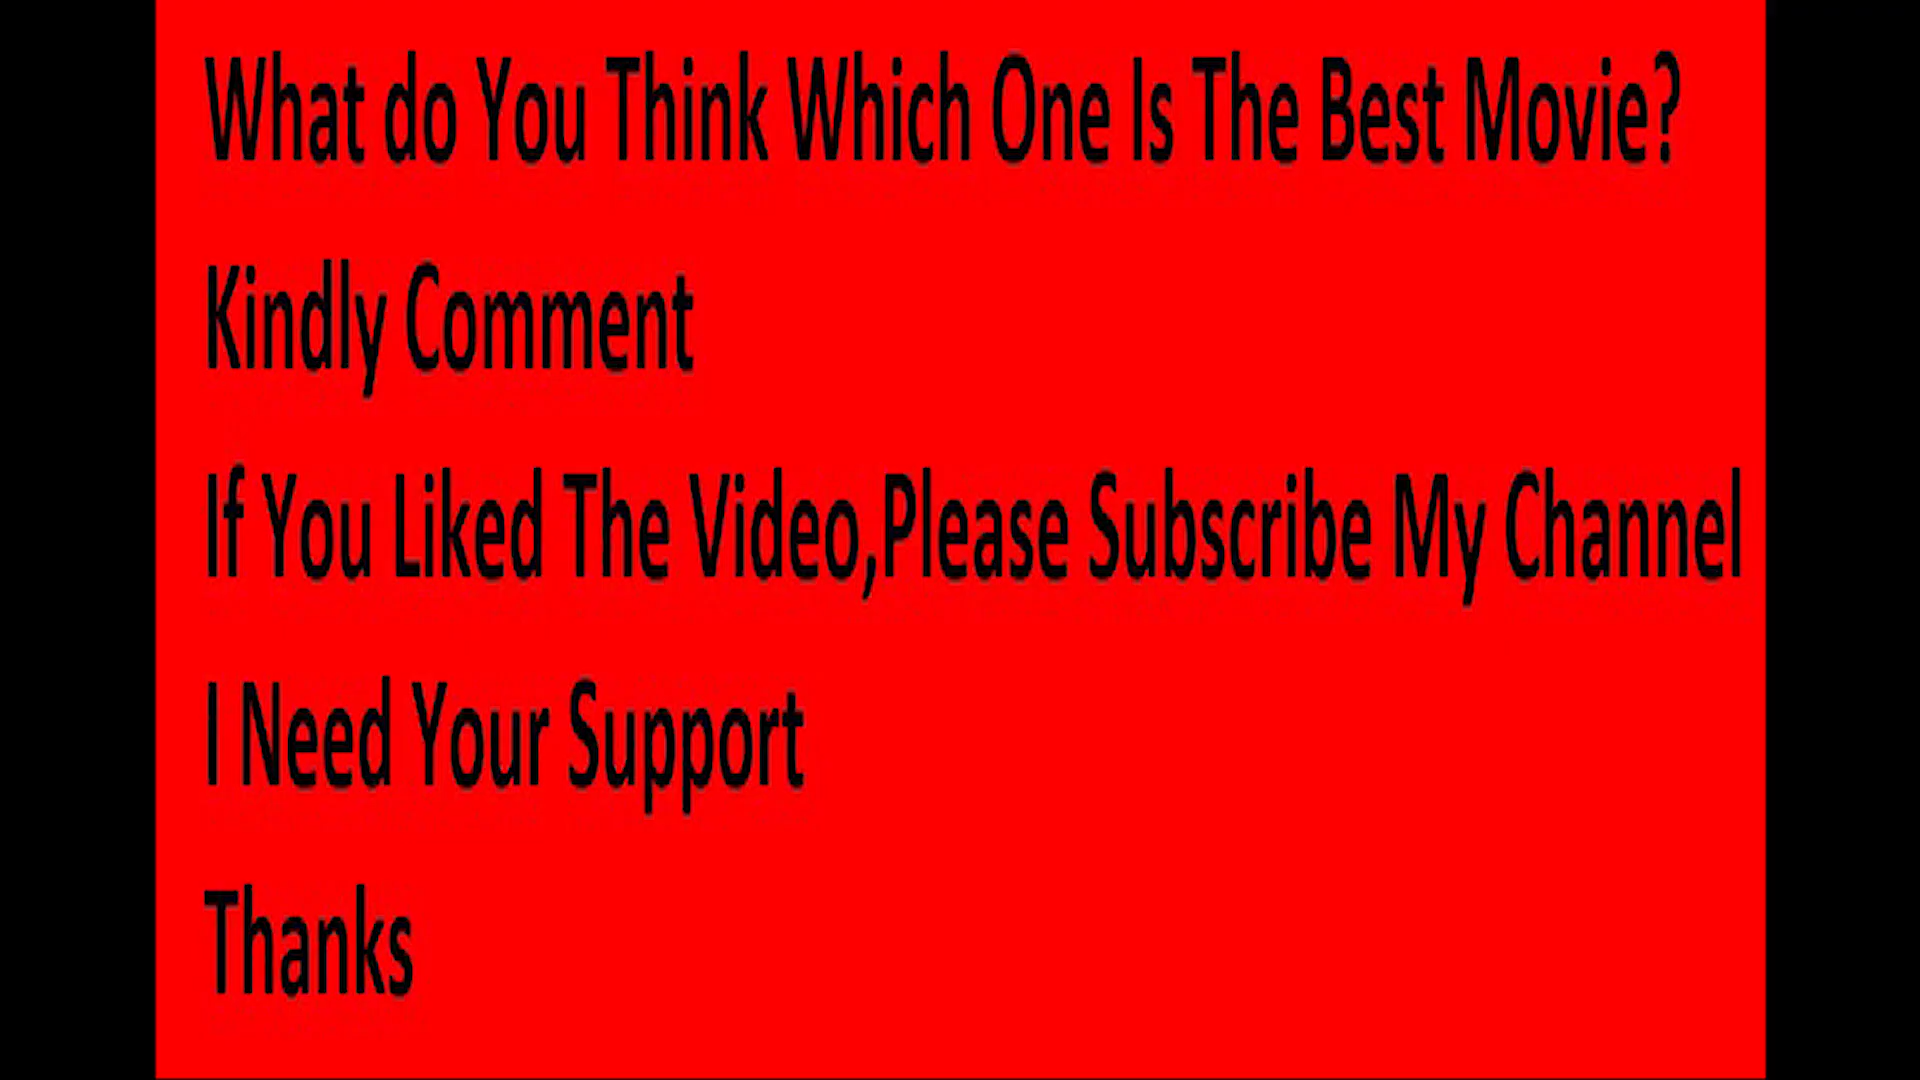 What do You Think Which One Is The Best Movie?
Kindly Comment
If You Liked The Video,Please Subscribe My Channel
I Need Your Support
Thanks